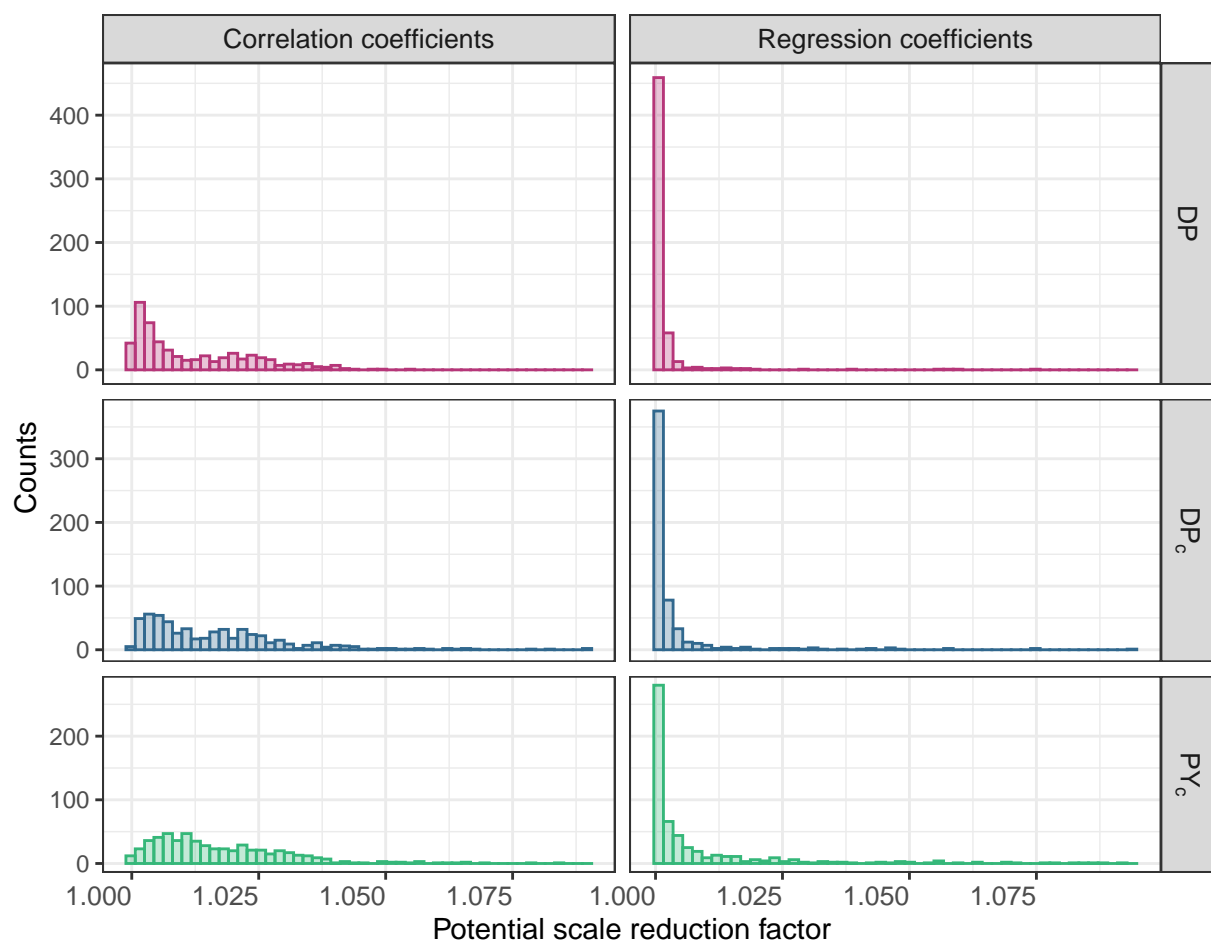 Correlation coefficients
Regression coefficients
400
300
200
100
0
DP
300
200
100
0
DPc
200
100
0
PYc
Counts
1.000 1.025 1.050 1.075 1.000 1.025 1.050 1.075
Potential scale reduction factor